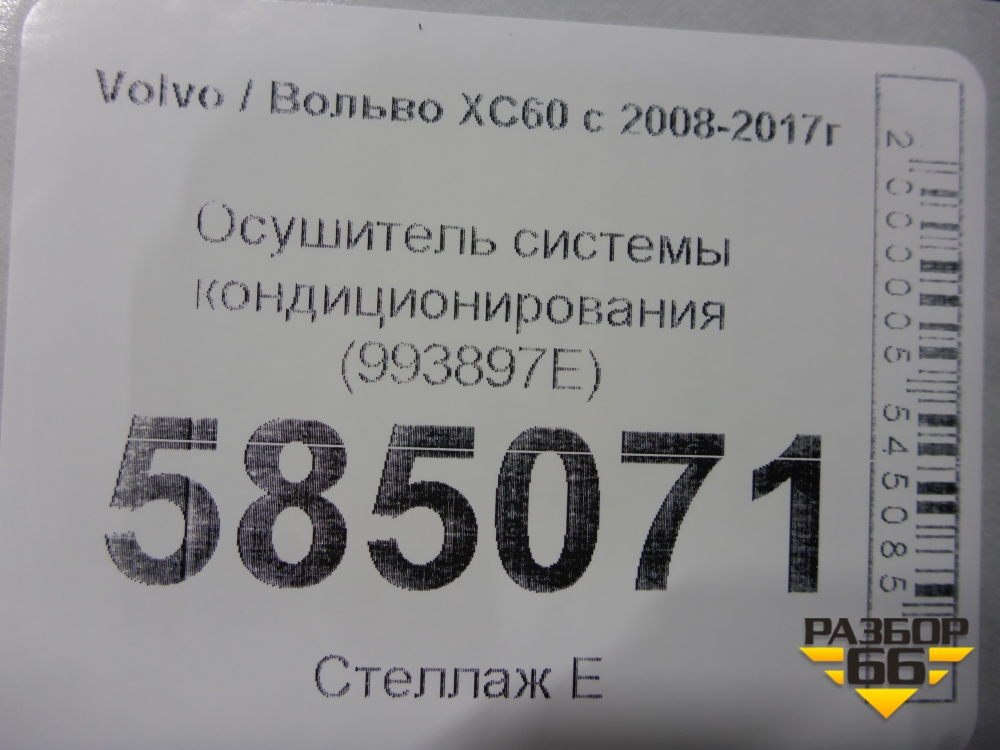 Volvo / Вольво XC60 с 2008-2017г
Осушитель системы
кондиционирования
(993897E)
585071
Стеллаж Е
2000005545085
РАЗБОР
66